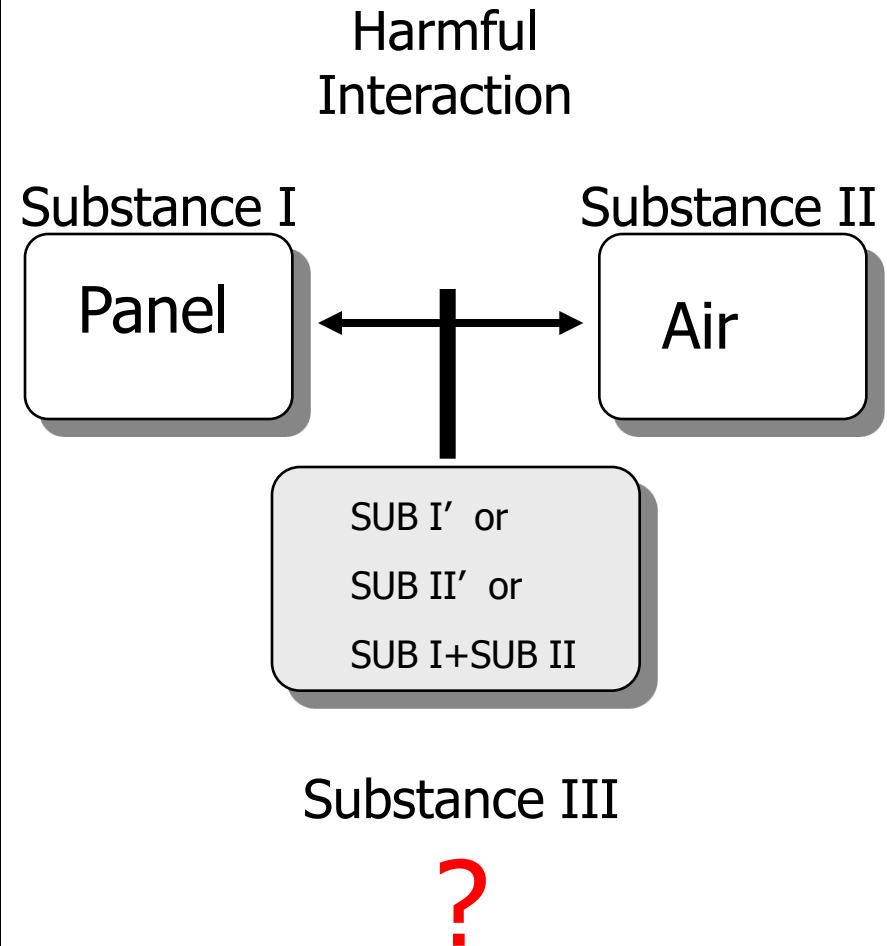 Harmful
Interaction
Substance I
Substance II
Panel
Air
SUB I′ or
SUB II′ or
SUB I+SUB II
Substance III
?